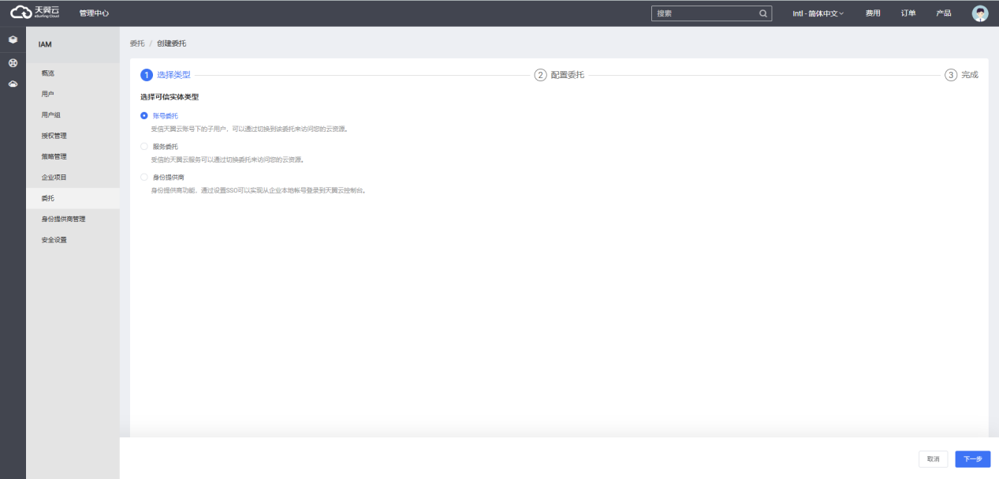 天翼云 管理中心 搜索 Intl - 简体中文 费用 订单 产品
eSurfing Cloud
IAM
概览
用户
用户组
授权管理
策略管理
企业项目
委托
身份提供商管理
安全设置
委托 / 创建委托
1 选择类型 2 配置委托 3 完成
选择可信实体类型
账号委托
受信天翼云账号下的子用户，可以通过切换到该委托来访问您的云资源。
服务委托
受信的天翼云服务可以通过切换委托来访问您的云资源。
身份提供商
身份提供商功能，通过设置SSO可以实现从企业本地帐号登录到天翼云控制台。
取消 下一步